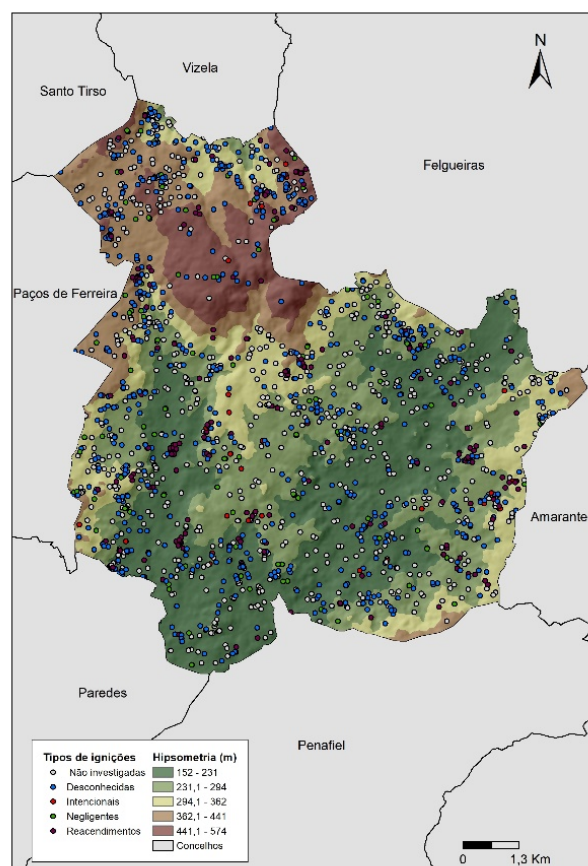 N
Vizela
Santo Tirso
Felgueiras
Paços de Ferreira
Amarante
Paredes
Penafiel
Tipos de ignições
Não investigadas
Desconhecidas
Intencionais
Negligentes
Reacendimentos
Hipsometria (m)
152 - 231
231,1 - 294
294,1 - 362
362,1 - 441
441,1 - 574
Concelhos
0 1,3 Km